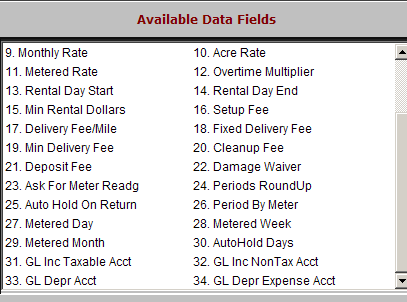 Available Data Fields
9. Monthly Rate 10. Acre Rate
11. Metered Rate 12. Overtime Multiplier
13. Rental Day Start 14. Rental Day End
15. Min Rental Dollars 16. Setup Fee
17. Delivery Fee/Mile 18. Fixed Delivery Fee
19. Min Delivery Fee 20. Cleanup Fee
21. Deposit Fee 22. Damage Waiver
23. Ask For Meter Readg 24. Periods RoundUp
25. Auto Hold On Return 26. Period By Meter
27. Metered Day 28. Metered Week
29. Metered Month 30. AutoHold Days
31. GL Inc Taxable Acct 32. GL Inc NonTax Acct
33. GL Depr Acct 34. GL Depr Expense Acct